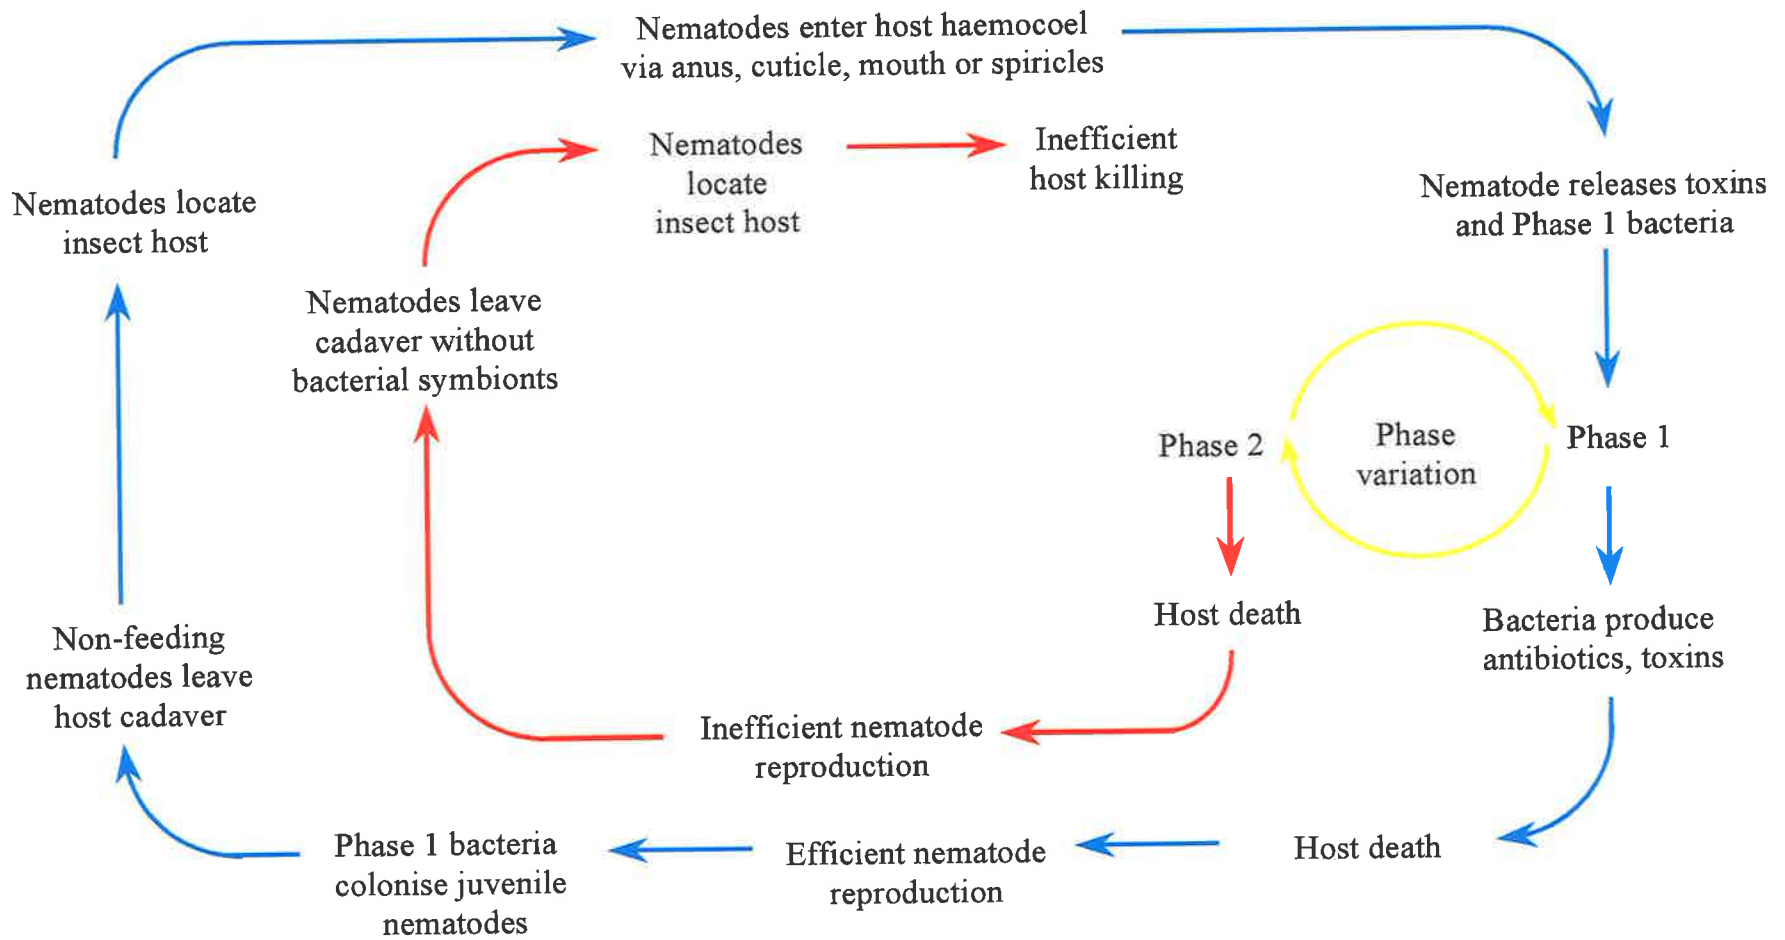 Nematodes enter host haemocoel
via anus, cuticle, mouth or spiricles
Nematodes
locate
insect host
Inefficient
host killing
Nematode releases toxins
and Phase 1 bacteria
Nematodes locate
insect host
Nematodes leave
cadaver without
bacterial symbionts
Phase 2
Phase
variation
Phase 1
Host death
Bacteria produce
antibiotics, toxins
Non-feeding
nematodes leave
host cadaver
Inefficient nematode
reproduction
Phase 1 bacteria
colonise juvenile
nematodes
Efficient nematode
reproduction
Host death